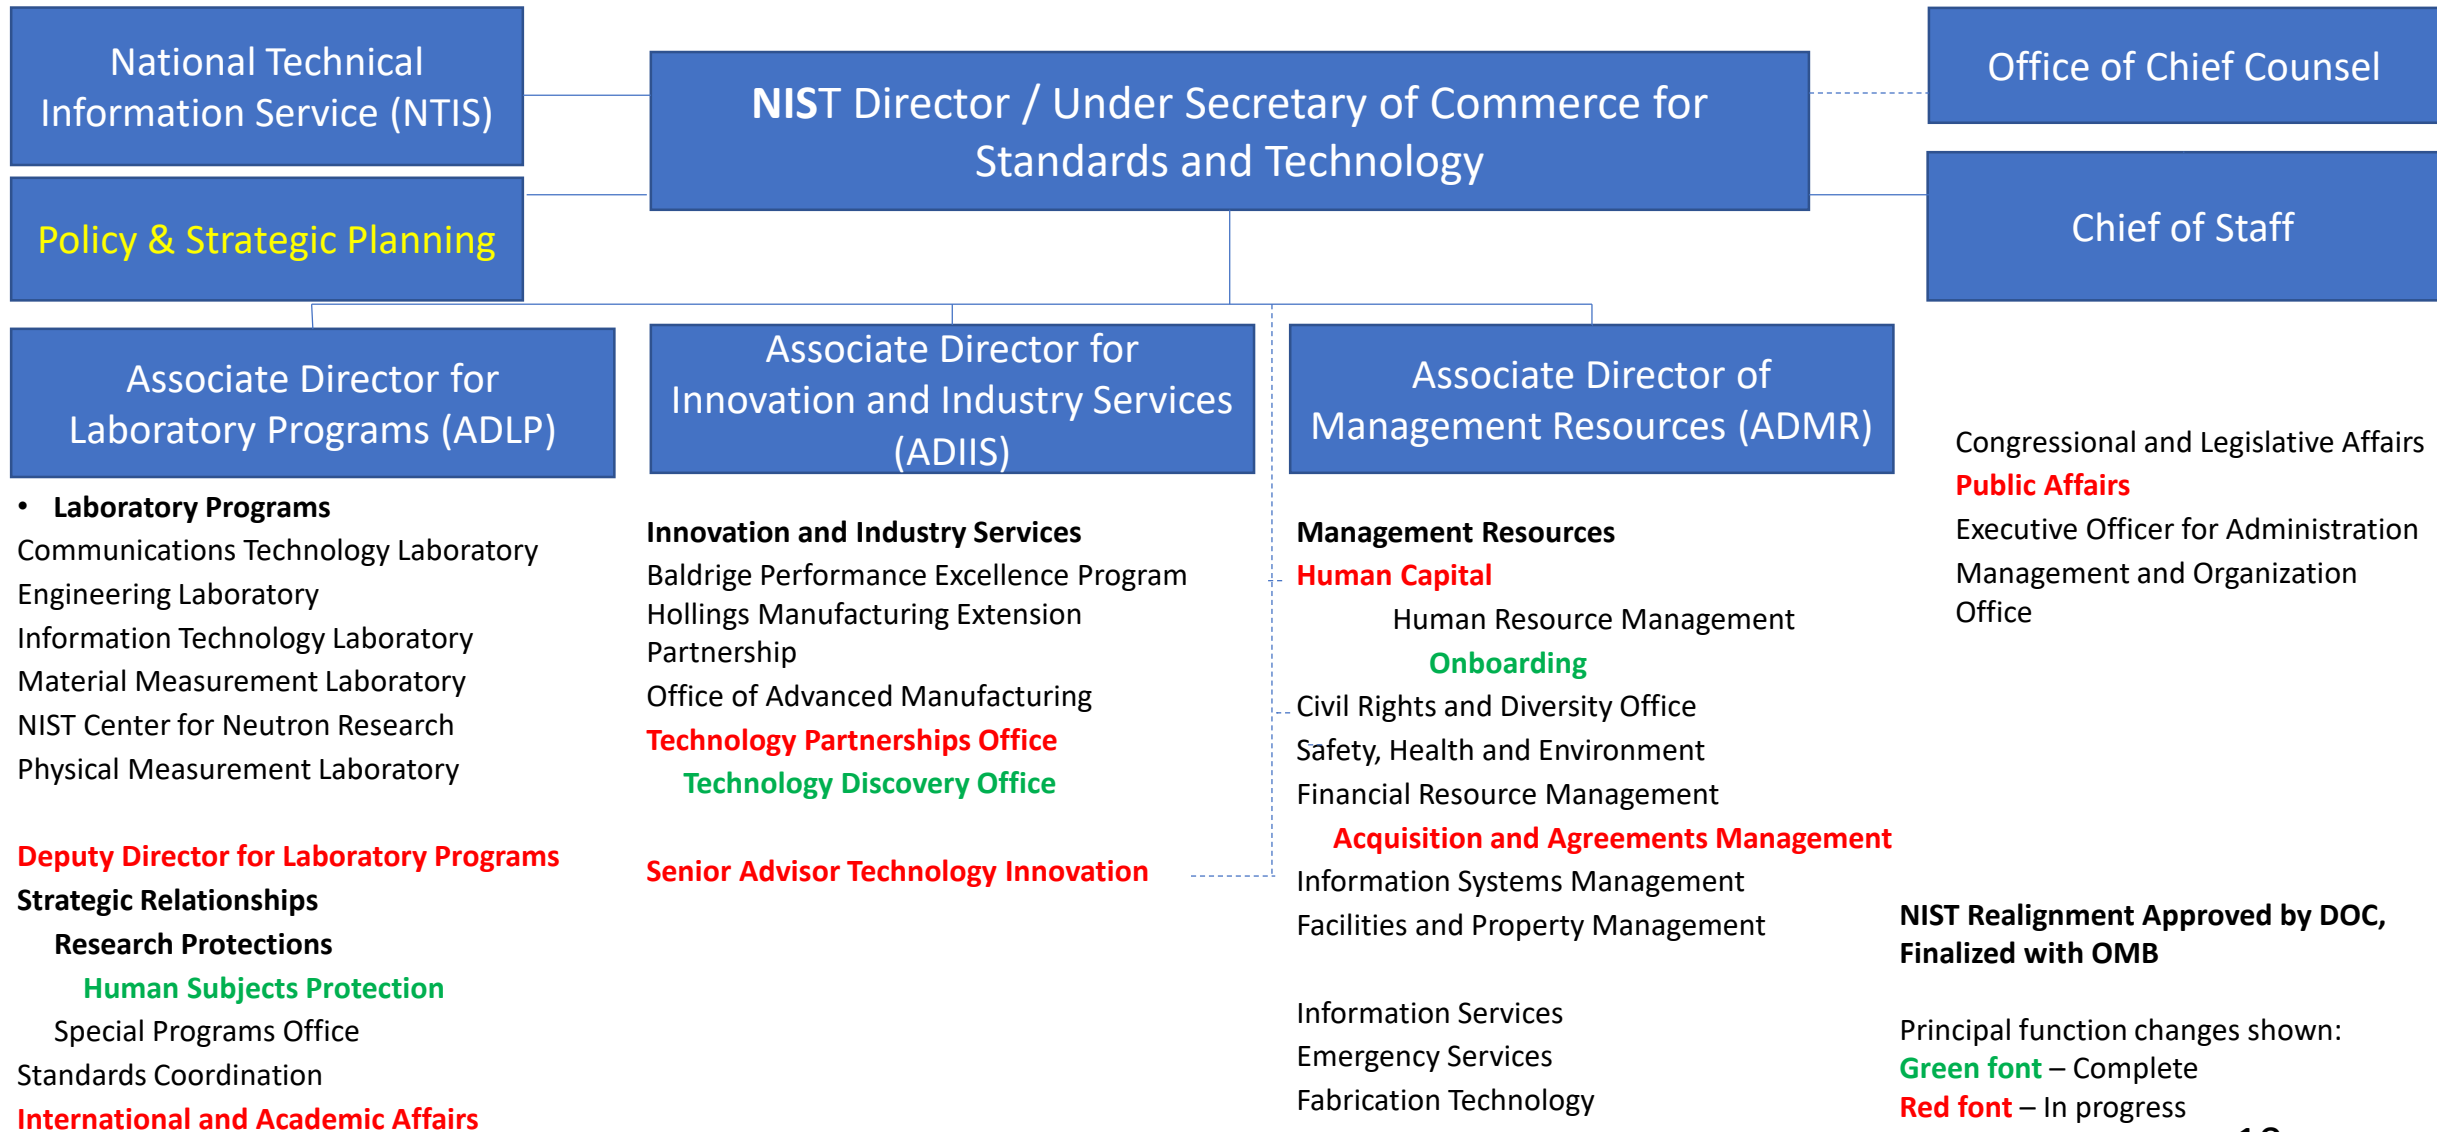 National Technical
Information Service (NTIS)
NIST Director / Under Secretary of Commerce for
Standards and Technology
Office of Chief Counsel
Policy & Strategic Planning
Chief of Staff
Associate Director for
Laboratory Programs (ADLP)
Associate Director for
Innovation and Industry Services
(ADIIS)
Associate Director of
Management Resources (ADMR)
• Laboratory Programs
Communications Technology Laboratory
Engineering Laboratory
Information Technology Laboratory
Material Measurement Laboratory
NIST Center for Neutron Research
Physical Measurement Laboratory
Deputy Director for Laboratory Programs
Strategic Relationships
Research Protections
Human Subjects Protection
Special Programs Office
Standards Coordination
International and Academic Affairs
Innovation and Industry Services
Baldrige Performance Excellence Program
Hollings Manufacturing Extension
Partnership
Office of Advanced Manufacturing
Technology Partnerships Office
Technology Discovery Office
Senior Advisor Technology Innovation
Management Resources
Human Capital
Human Resource Management
Onboarding
Civil Rights and Diversity Office
Safety, Health and Environment
Financial Resource Management
Acquisition and Agreements Management
Information Systems Management
Facilities and Property Management
Information Services
Emergency Services
Fabrication Technology
Congressional and Legislative Affairs
Public Affairs
Executive Officer for Administration
Management and Organization
Office
NIST Realignment Approved by DOC,
Finalized with OMB
Principal function changes shown:
Green font – Complete
Red font – In progress